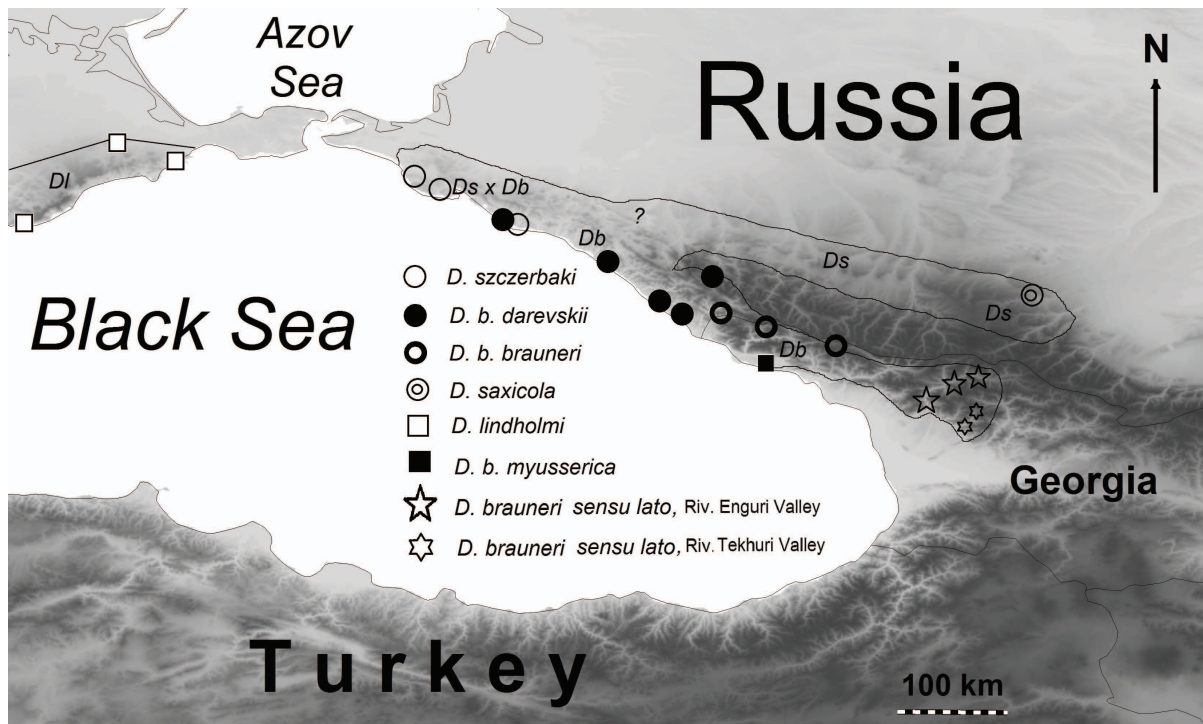 Azov
Sea
Russia
N
Dl
Ds x Db
?
Db
Ds
Ds
Db
Black Sea
D. szczerbaki
D. b. darevskii
D. b. brauneri
D. saxicola
D. lindholmi
D. b. myusserica
D. brauneri sensu lato, Riv. Enguri Valley
D. brauneri sensu lato, Riv. Tekhuri Valley
Georgia
Turkey
100 km